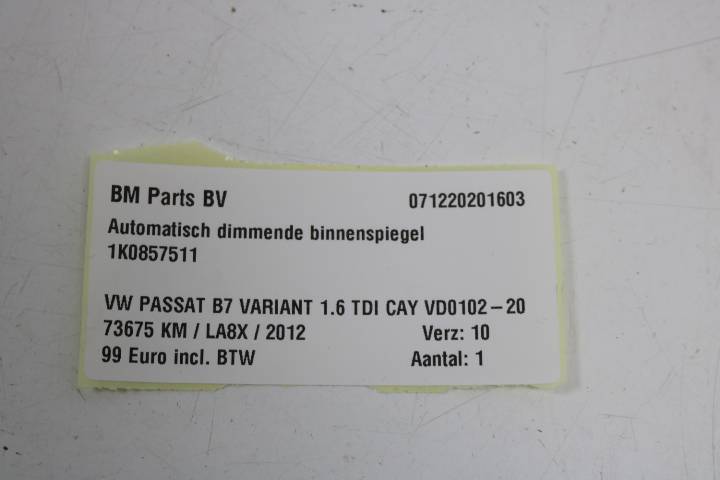 BM Parts BV 071220201603
Automatisch dimmende binnenspiegel
1K0857511
VW PASSAT B7 VARIANT 1.6 TDI CAY VD0102-20
73675 KM / LA8X / 2012 Verz: 10
99 Euro incl. BTW Aantal: 1